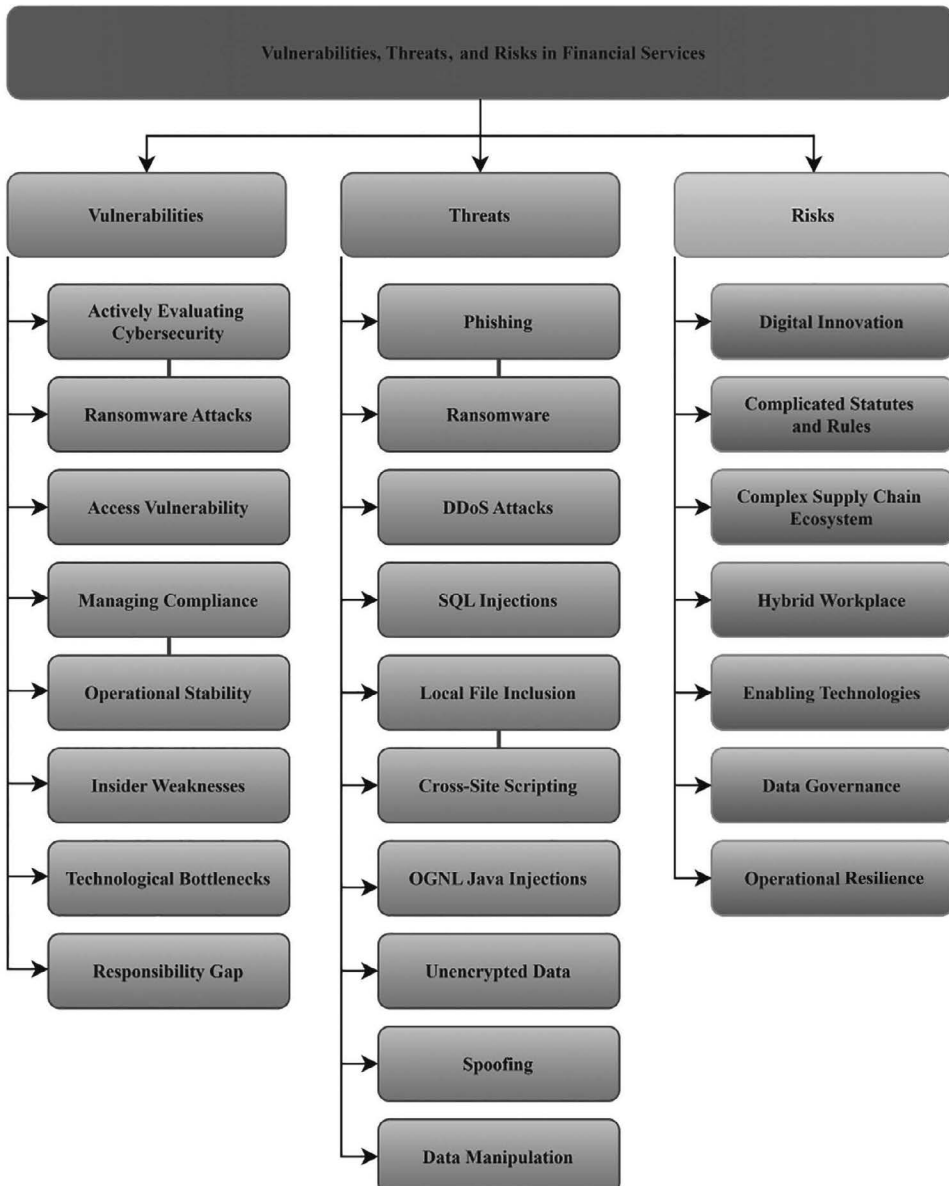 Vulnerabilities, Threats, and Risks in Financial Services
Vulnerabilities
Actively Evaluating
Cybersecurity
Ransomware Attacks
Access Vulnerability
Managing Compliance
Operational Stability
Insider Weaknesses
Technological Bottlenecks
Responsibility Gap
Threats
Phishing
Ransomware
DDoS Attacks
SQL Injections
Local File Inclusion
Cross-Site Scripting
OGNL Java Injections
Unencrypted Data
Spoofing
Data Manipulation
Risks
Digital Innovation
Complicated Statutes
and Rules
Complex Supply Chain
Ecosystem
Hybrid Workplace
Enabling Technologies
Data Governance
Operational Resilience